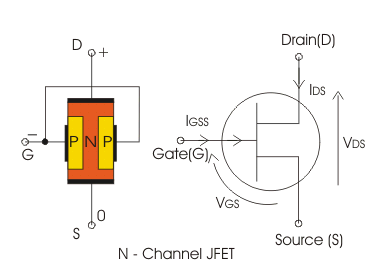 D
+
Drain(D)
IDS
–
G
P N P
IGSS
Gate(G)
VDS
VGS
0
S
Source (S)
N - Channel JFET